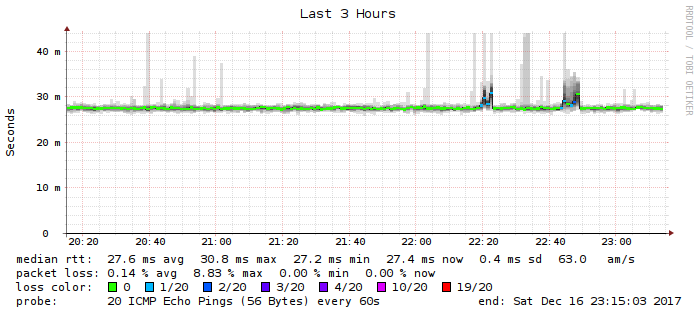 Last 3 Hours
RRDTOOL / TOBI OETIKER
Seconds
40 m
30 m
20 m
10 m
0
20:20 20:40 21:00 21:20 21:40 22:00 22:20 22:40 23:00
median rtt: 27.6 ms avg 30.8 ms max 27.2 ms min 27.4 ms now 0.4 ms sd 63.0 am/s
packet loss: 0.14 % avg 8.83 % max 0.00 % min 0.00 % now
loss color: 0 1/20 2/20 3/20 4/20 10/20 19/20
probe: 20 ICMP Echo Pings (56 Bytes) every 60s end: Sat Dec 16 23:15:03 2017